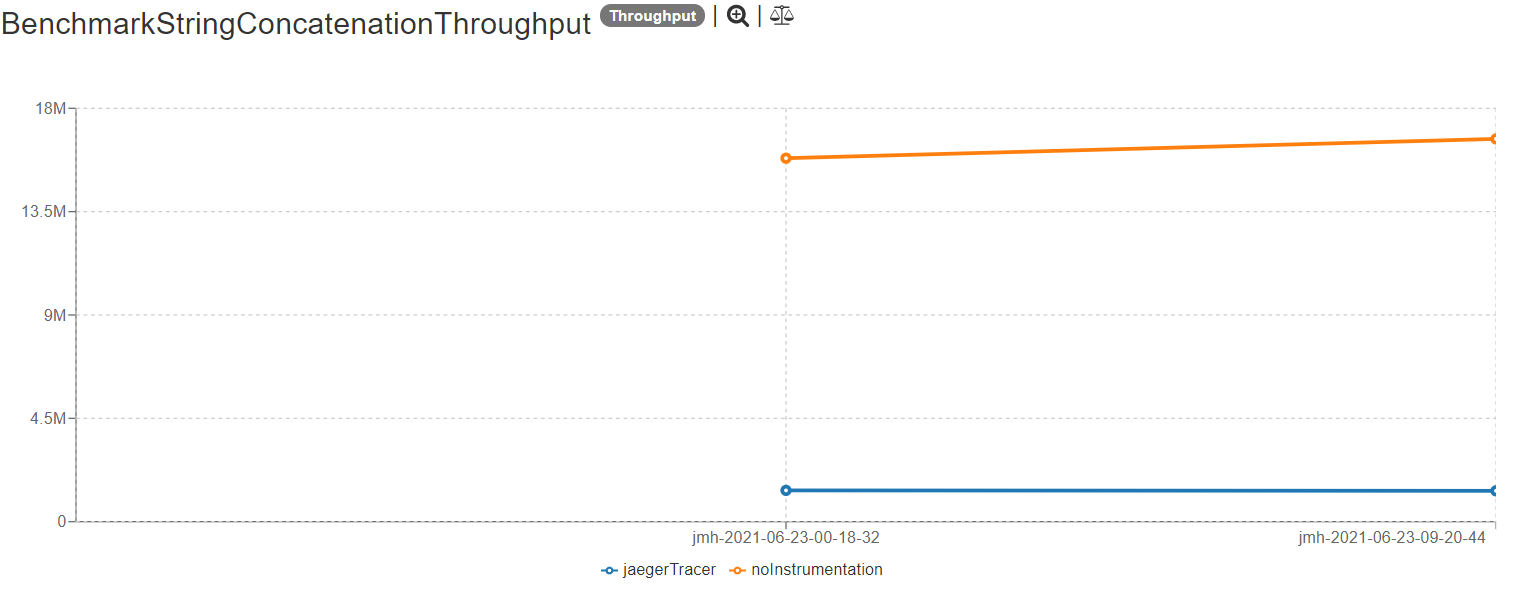 BenchmarkStringConcatenationThroughput Throughput | |
18M
13.5M
9M
4.5M
0
jmh-2021-06-23-00-18-32 jmh-2021-06-23-09-20-44
jaegerTracer noInstrumentation